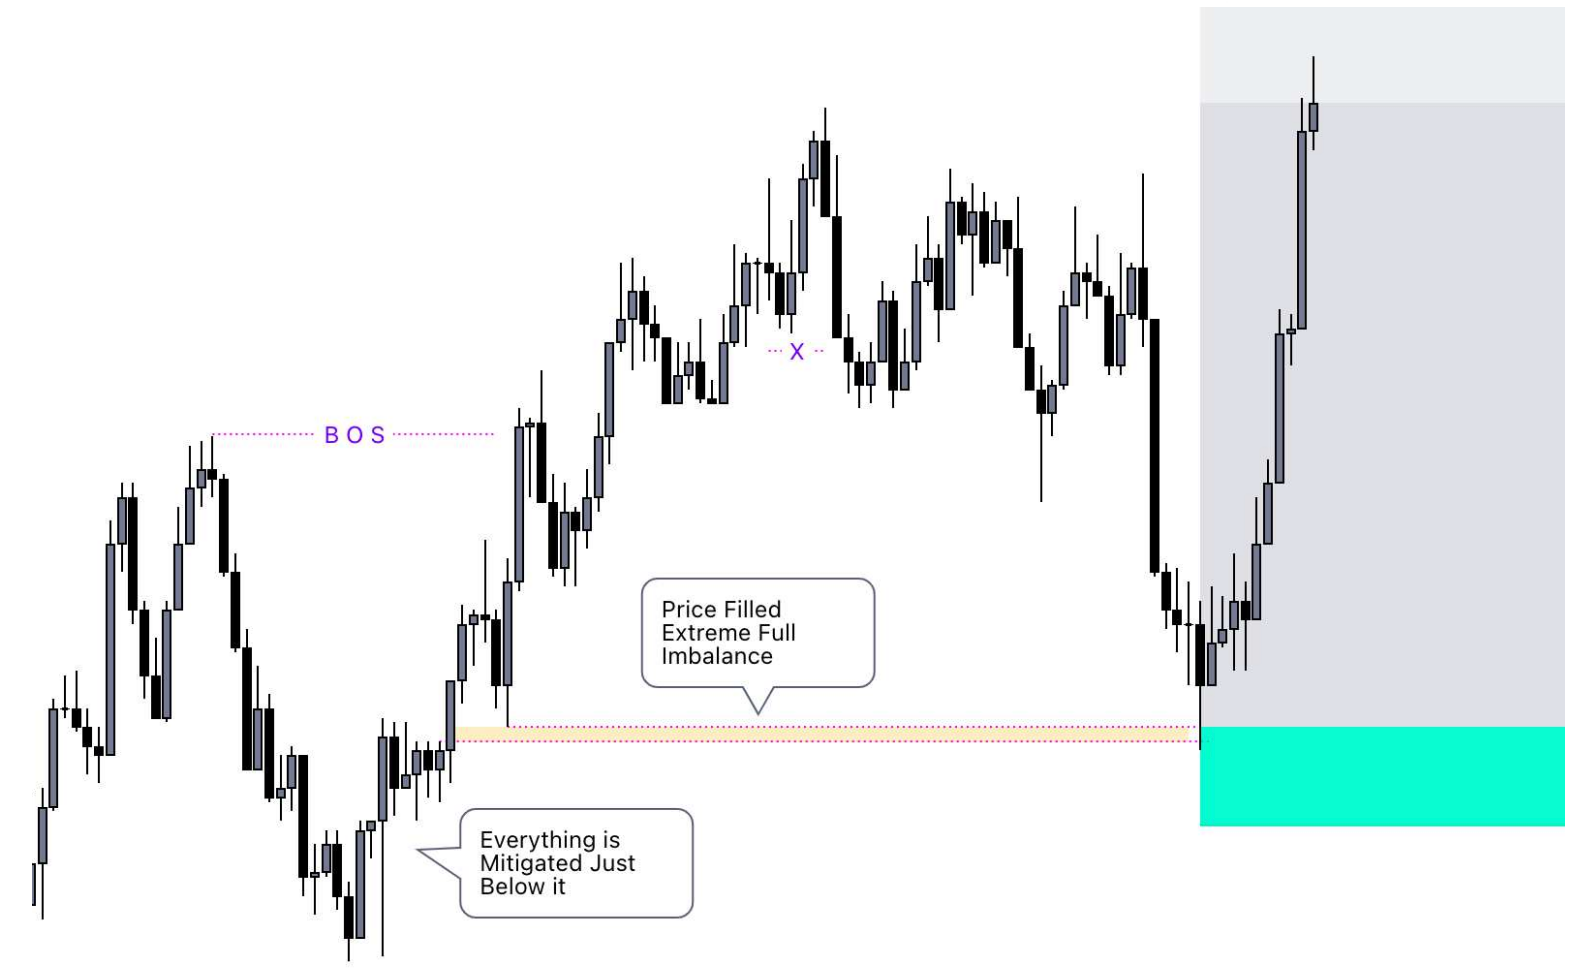 X
B O S
Price Filled
Extreme Full
Imbalance
Everything is
Mitigated Just
Below it